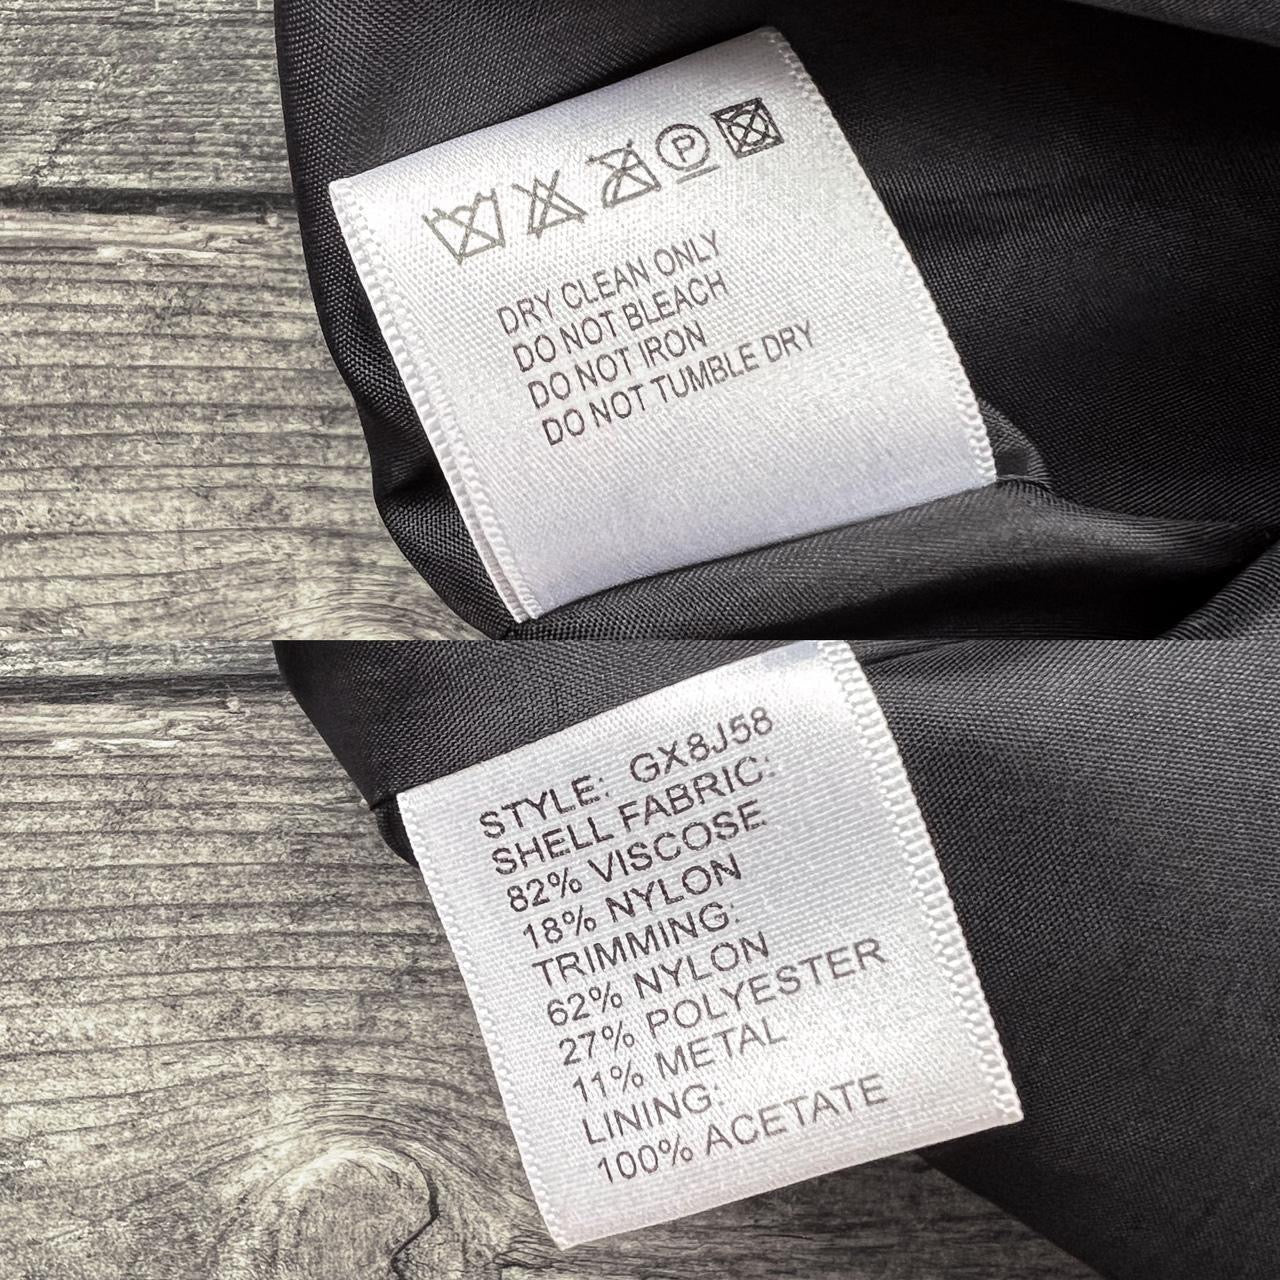 P
DRY CLEAN ONLY
DO NOT BLEACH
DO NOT IRON
DO NOT TUMBLE DRY
STYLE: GX8J58
SHELL FABRIC:
82% VISCOSE
18% NYLON
TRIMMING:
62% NYLON
27% POLYESTER
11% METAL
LINING:
100% ACETATE